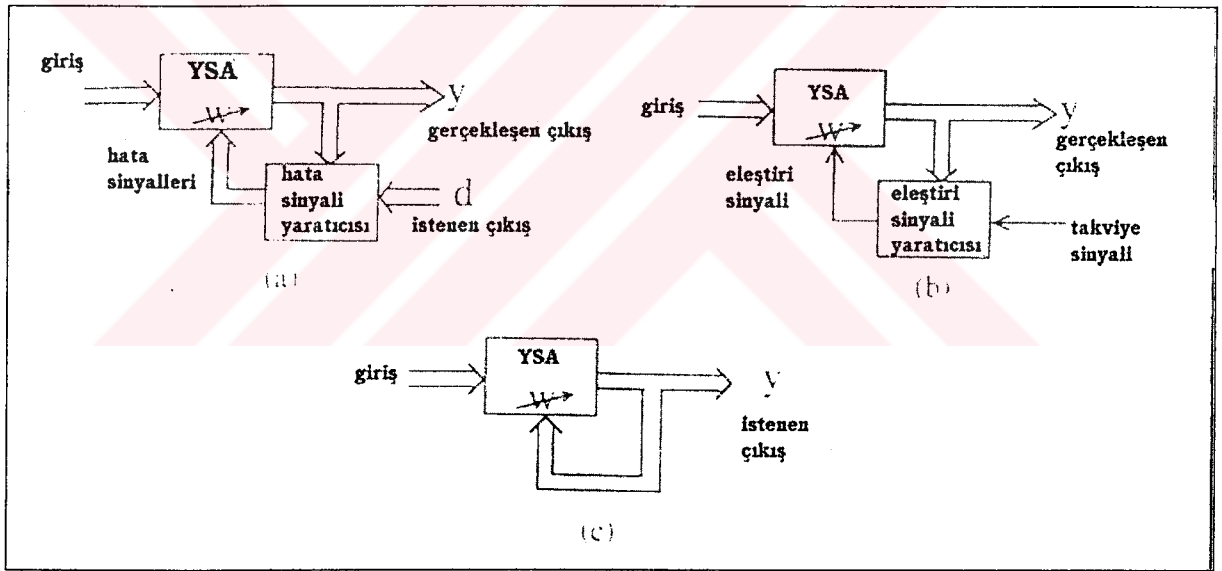 giriş
YSA
W
y
gerçekleşen çıkış
hata
sinyalleri
hata
sinyali
yaratıcısı
d
istenen çıkış
(a)
giriş
YSA
W
y
gerçekleşen
çıkış
eleştiri
sinyali
eleştiri
sinyali
yaratıcısı
takviye
sinyali
(b)
giriş
YSA
W
y
istenen
çıkış
(c)